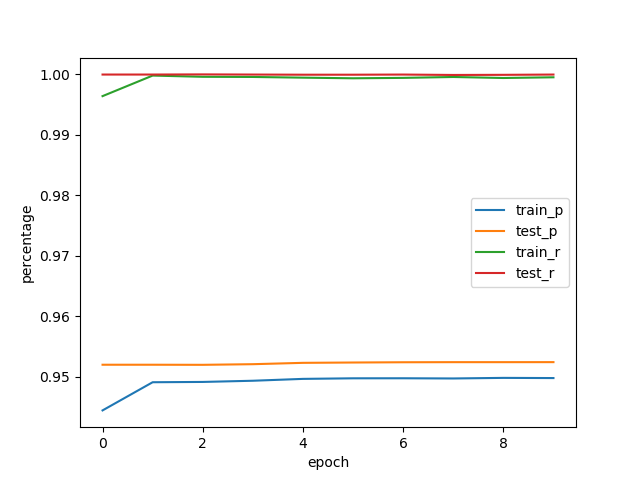 1.00
0.99
0.98
0.97
0.96
0.95
percentage
train_p
test_p
train_r
test_r
0 2 4 6 8
epoch